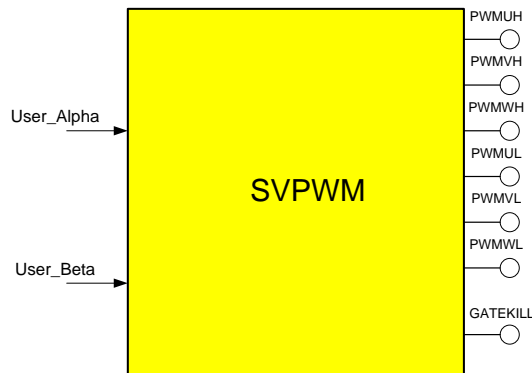 PWMUH
PWMVH
PWMWH
User_Alpha
PWMUL
SVPWM
PWMVL
PWMWL
User_Beta
GATEKILL